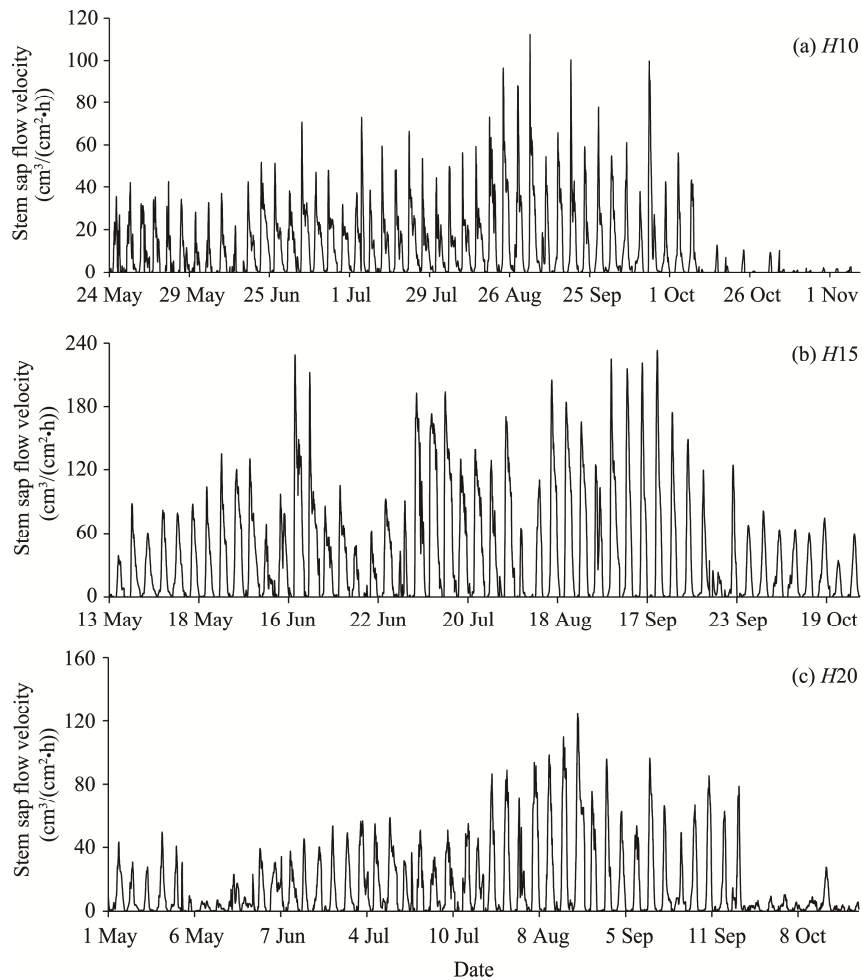 120
100
80
60
40
20
0
Stem sap flow velocity
(cm³/(cm²•h))
(a) H10
24 May 29 May 25 Jun 1 Jul 29 Jul 26 Aug 25 Sep 1 Oct 26 Oct 1 Nov
240
180
120
60
0
Stem sap flow velocity
(cm³/(cm²•h))
(b) H15
13 May 18 May 16 Jun 22 Jun 20 Jul 18 Aug 17 Sep 23 Sep 19 Oct
160
120
80
40
0
Stem sap flow velocity
(cm³/(cm²•h))
(c) H20
1 May 6 May 7 Jun 4 Jul 10 Jul 8 Aug 5 Sep 11 Sep 8 Oct
Date